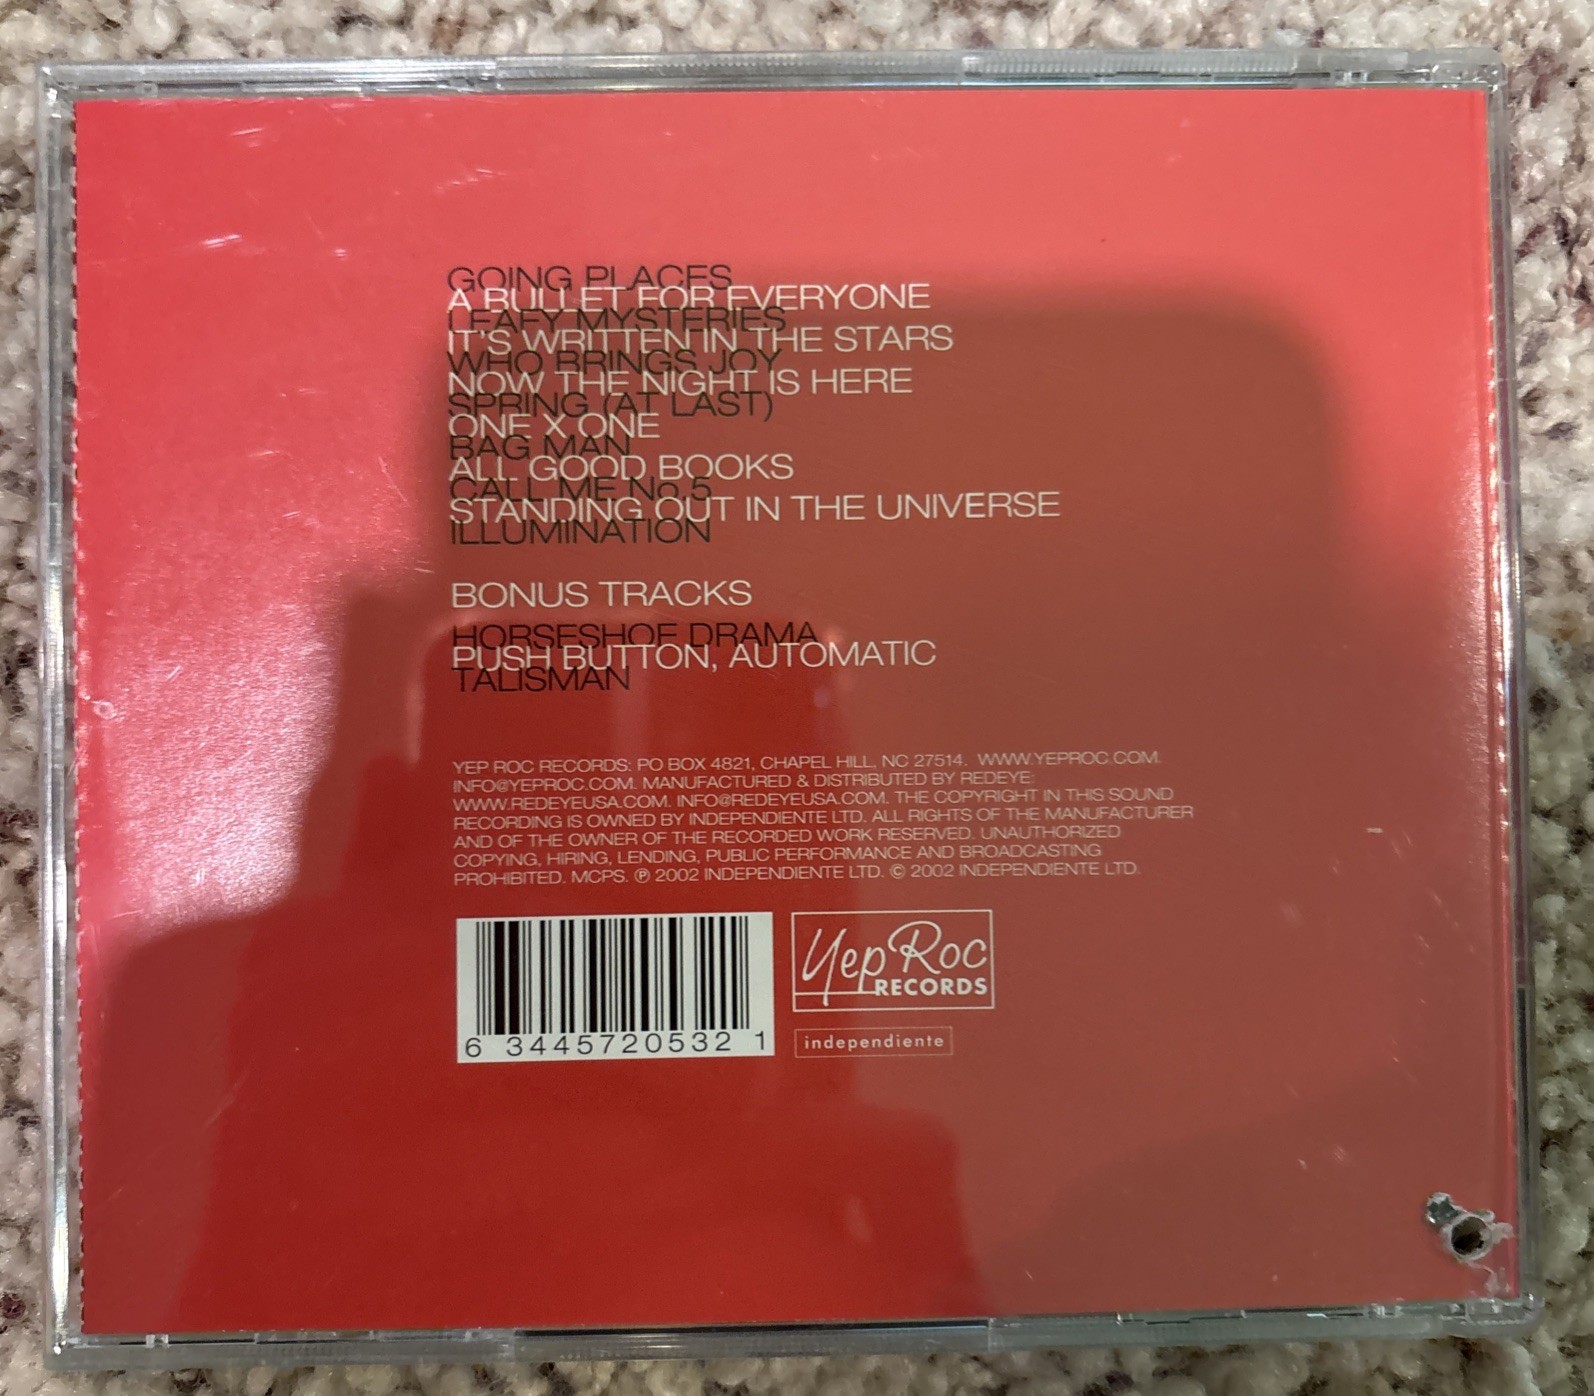 GOING PLACES
A BULLET FOR EVERYONE
LEAFY MYSTERIES
IT'S WRITTEN IN THE STARS
WHO BRINGS JOY
NOW THE NIGHT IS HERE
SPRING (AT LAST)
ONE X ONE
BAG MAN
ALL GOOD BOOKS
CALL ME No.5
STANDING OUT IN THE UNIVERSE
ILLUMINATION
BONUS TRACKS
HORSESHOE DRAMA
PUSH BUTTON, AUTOMATIC
TALISMAN
YEP ROC RECORDS: PO BOX 4821, CHAPEL HILL, NC 27514. WWW.YEPROC.COM.
INFO@YEPROC.COM. MANUFACTURED & DISTRIBUTED BY REDEYE:
WWW.REDEYEUSA.COM. INFO@REDEYEUSA.COM. THE COPYRIGHT IN THIS SOUND
RECORDING IS OWNED BY INDEPENDIENTE LTD. ALL RIGHTS OF THE MANUFACTURER
AND OF THE OWNER OF THE RECORDED WORK RESERVED. UNAUTHORIZED
COPYING, HIRING, LENDING, PUBLIC PERFORMANCE AND BROADCASTING
PROHIBITED. MCPS. ℗ 2002 INDEPENDIENTE LTD. © 2002 INDEPENDIENTE LTD.
6 34457 20532 1
Yep Roc
RECORDS
independiente